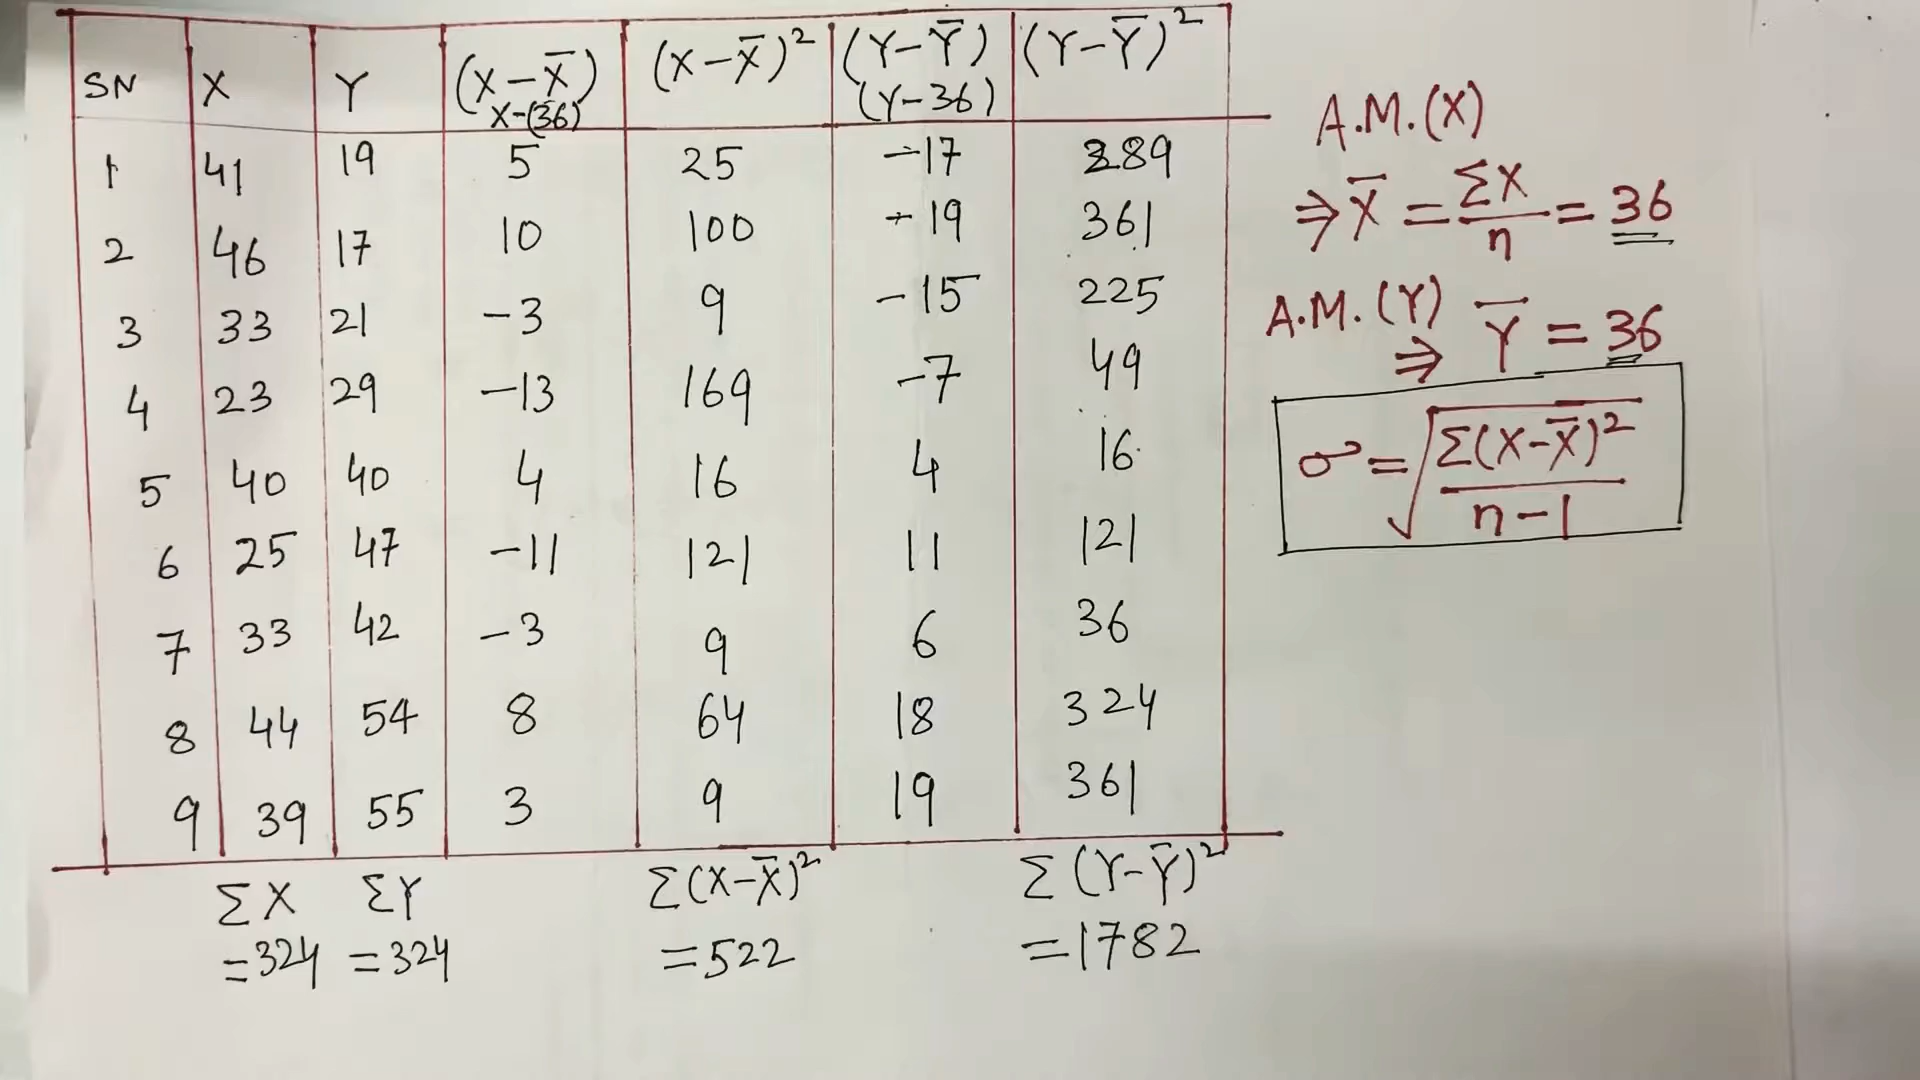 SN X Y (X-X̄) (X-X̄)² (Y-Ȳ) (Y-Ȳ)²
X-(36) (Y-36)
1 41 19 5 25 -17 289
2 46 17 10 100 -19 361
3 33 21 -3 9 -15 225
4 23 29 -13 169 -7 49
5 40 40 4 16 4 16
6 25 47 -11 121 11 121
7 33 42 -3 9 6 36
8 44 54 8 64 18 324
9 39 55 3 9 19 361
ΣX ΣY Σ(X-X̄)² Σ(Y-Ȳ)²
=324 =324 =522 =1782
A.M.(X)
⇒ X̄ = ΣX/n = 36
A.M.(Y)
⇒ Ȳ = 36
σ = √(Σ(X-X̄)²/(n-1))